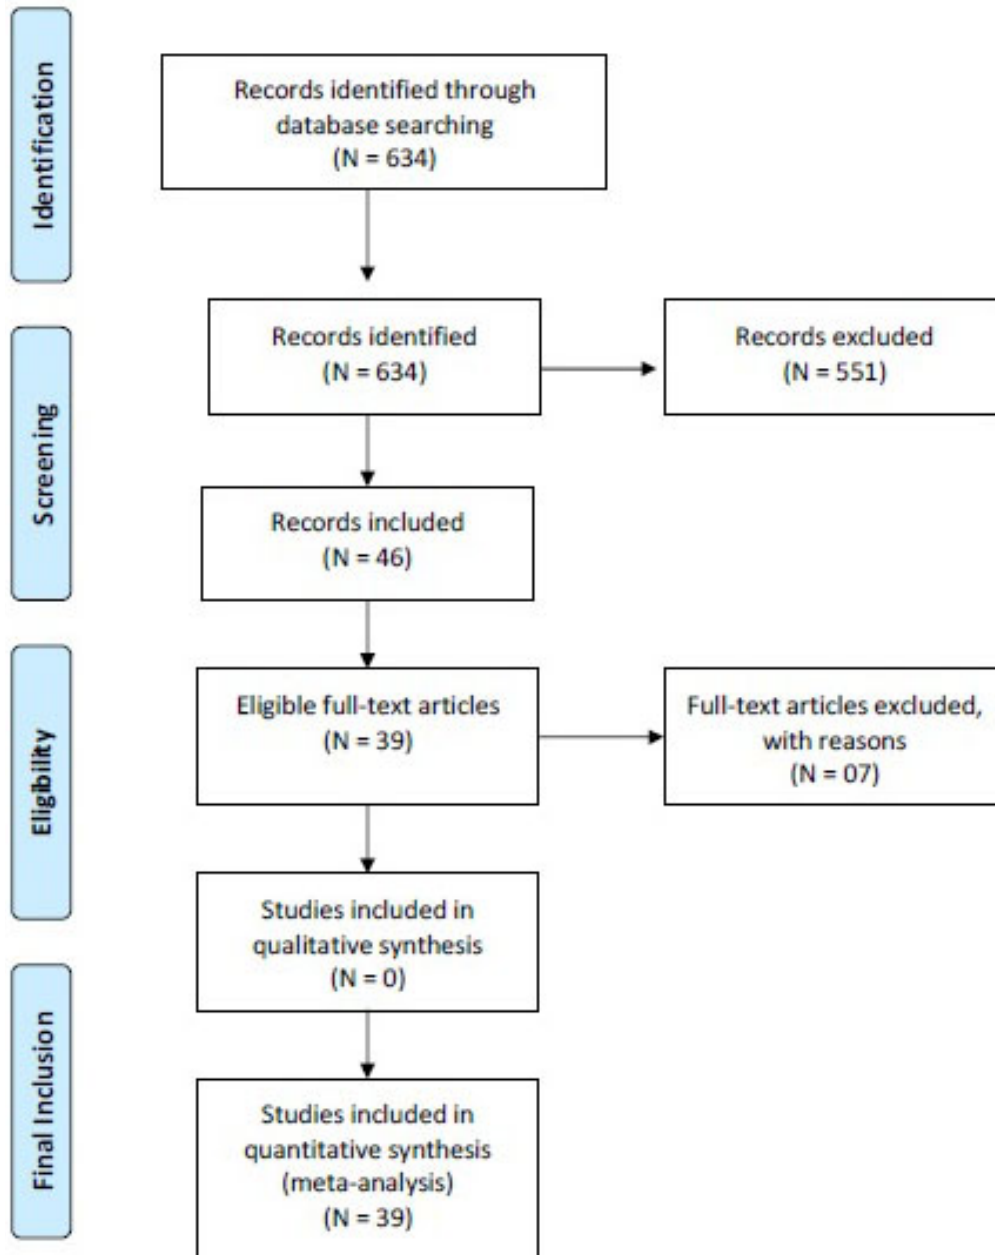 Identification
Records identified through
database searching
(N = 634)
Screening
Records identified
(N = 634)
Records excluded
(N = 551)
Records included
(N = 46)
Eligibility
Eligible full-text articles
(N = 39)
Full-text articles excluded,
with reasons
(N = 07)
Studies included in
qualitative synthesis
(N = 0)
Final Inclusion
Studies included in
quantitative synthesis
(meta-analysis)
(N = 39)